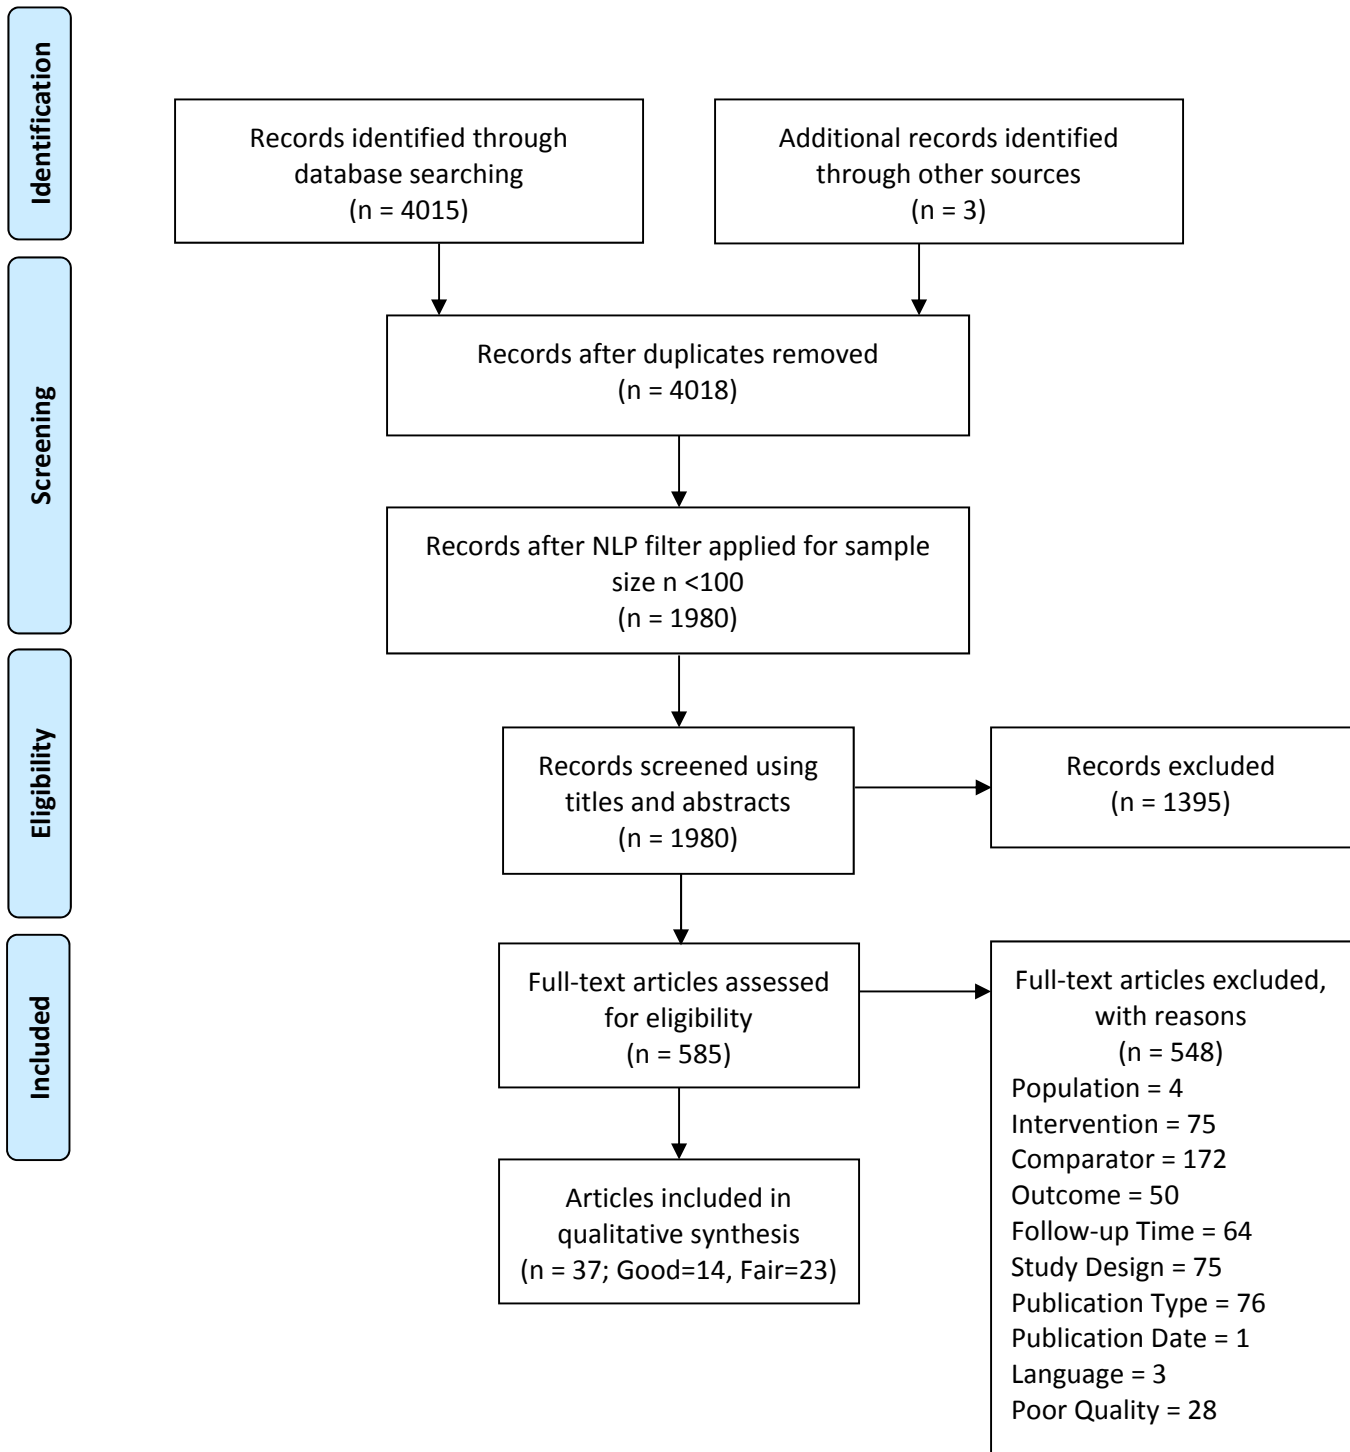 Identification
Records identified through
database searching
(n = 4015)
Additional records identified
through other sources
(n = 3)
Screening
Records after duplicates removed
(n = 4018)
Records after NLP filter applied for sample
size n <100
(n = 1980)
Eligibility
Records screened using
titles and abstracts
(n = 1980)
Records excluded
(n = 1395)
Included
Full-text articles assessed
for eligibility
(n = 585)
Full-text articles excluded,
with reasons
(n = 548)
Population = 4
Intervention = 75
Comparator = 172
Outcome = 50
Follow-up Time = 64
Study Design = 75
Publication Type = 76
Publication Date = 1
Language = 3
Poor Quality = 28
Articles included in
qualitative synthesis
(n = 37; Good=14, Fair=23)